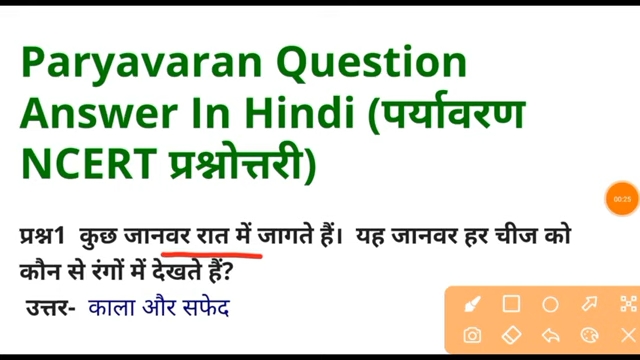 Paryavaran Question
Answer In Hindi (पर्यावरण
NCERT प्रश्नोत्तरी)
00:25
प्रश्न1 कुछ जानवर रात में जागते हैं। यह जानवर हर चीज को
कौन से रंगों में देखते हैं?
उत्तर- काला और सफेद